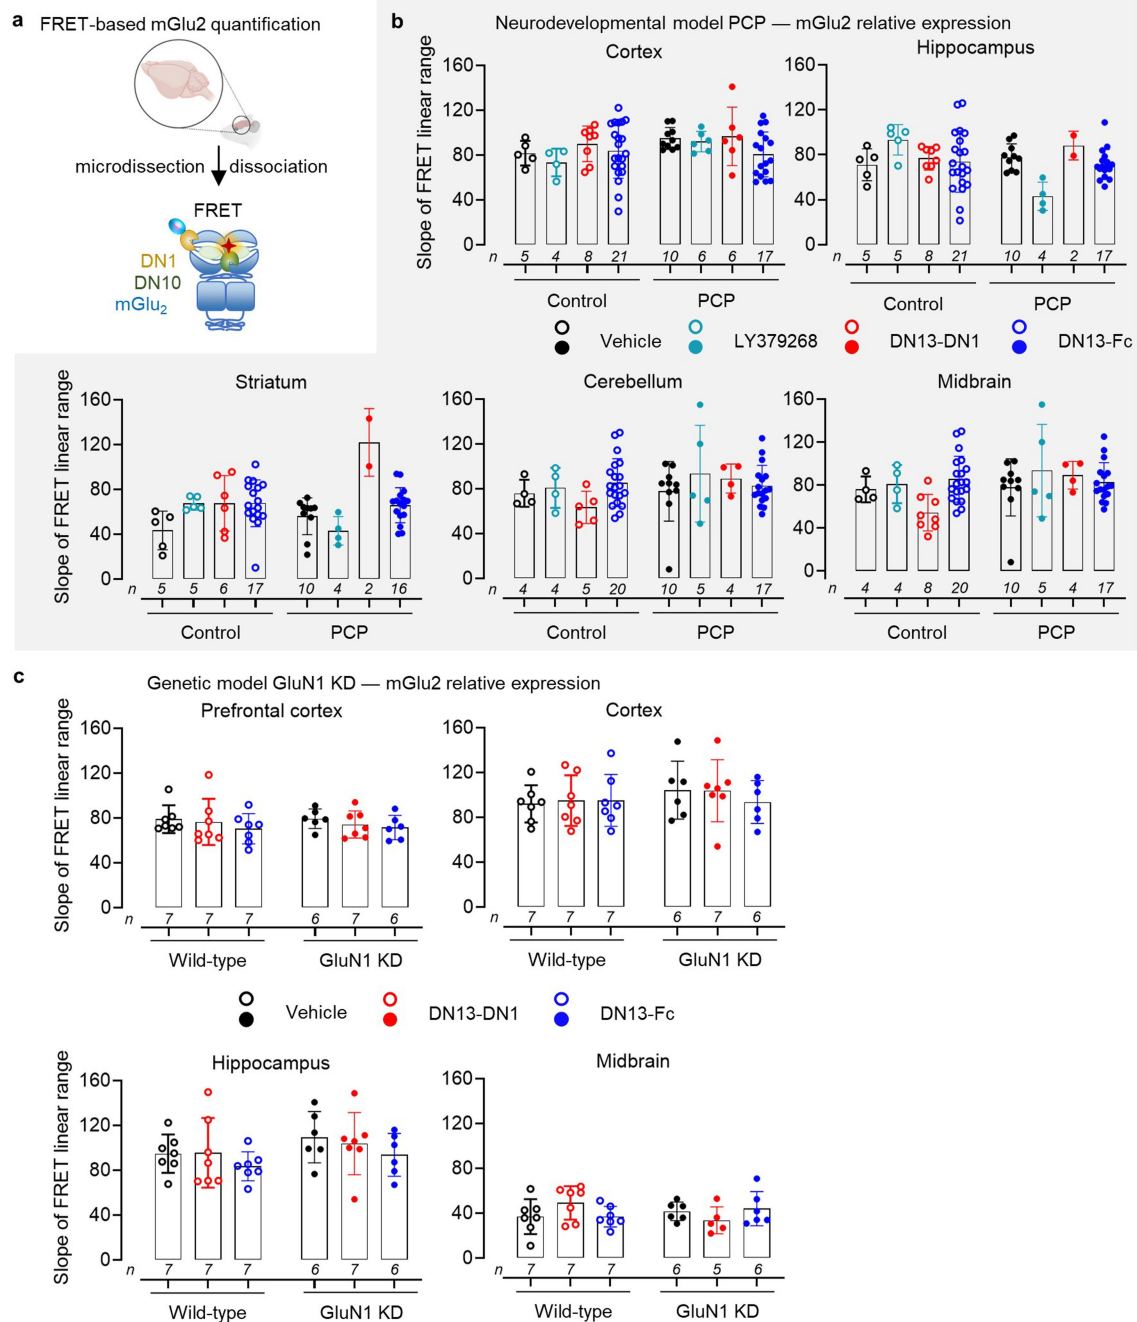 a
FRET-based mGlu2 quantification
microdissection
dissociation
FRET
DN1
DN10
mGlu2
b
Neurodevelopmental model PCP — mGlu2 relative expression
Cortex
Slope of FRET linear range
160
120
80
40
0
n 5 4 8 21 10 6 6 17
Control PCP
Hippocampus
160
120
80
40
0
n 5 5 8 21 10 4 2 17
Control PCP
Vehicle LY379268 DN13-DN1 DN13-Fc
Striatum
Slope of FRET linear range
160
120
80
40
0
n 5 5 6 17 10 4 2 16
Control PCP
Cerebellum
160
120
80
40
0
n 4 4 5 20 10 5 4 17
Control PCP
Midbrain
160
120
80
40
0
n 4 4 8 20 10 5 4 17
Control PCP
c
Genetic model GluN1 KD — mGlu2 relative expression
Prefrontal cortex
Slope of FRET linear range
160
120
80
40
0
n 7 7 7 6 7 6
Wild-type GluN1 KD
Cortex
160
120
80
40
0
n 7 7 7 6 7 6
Wild-type GluN1 KD
Vehicle DN13-DN1 DN13-Fc
Hippocampus
Slope of FRET linear range
160
120
80
40
0
n 7 7 7 6 7 6
Wild-type GluN1 KD
Midbrain
160
120
80
40
0
n 7 7 7 6 5 6
Wild-type GluN1 KD